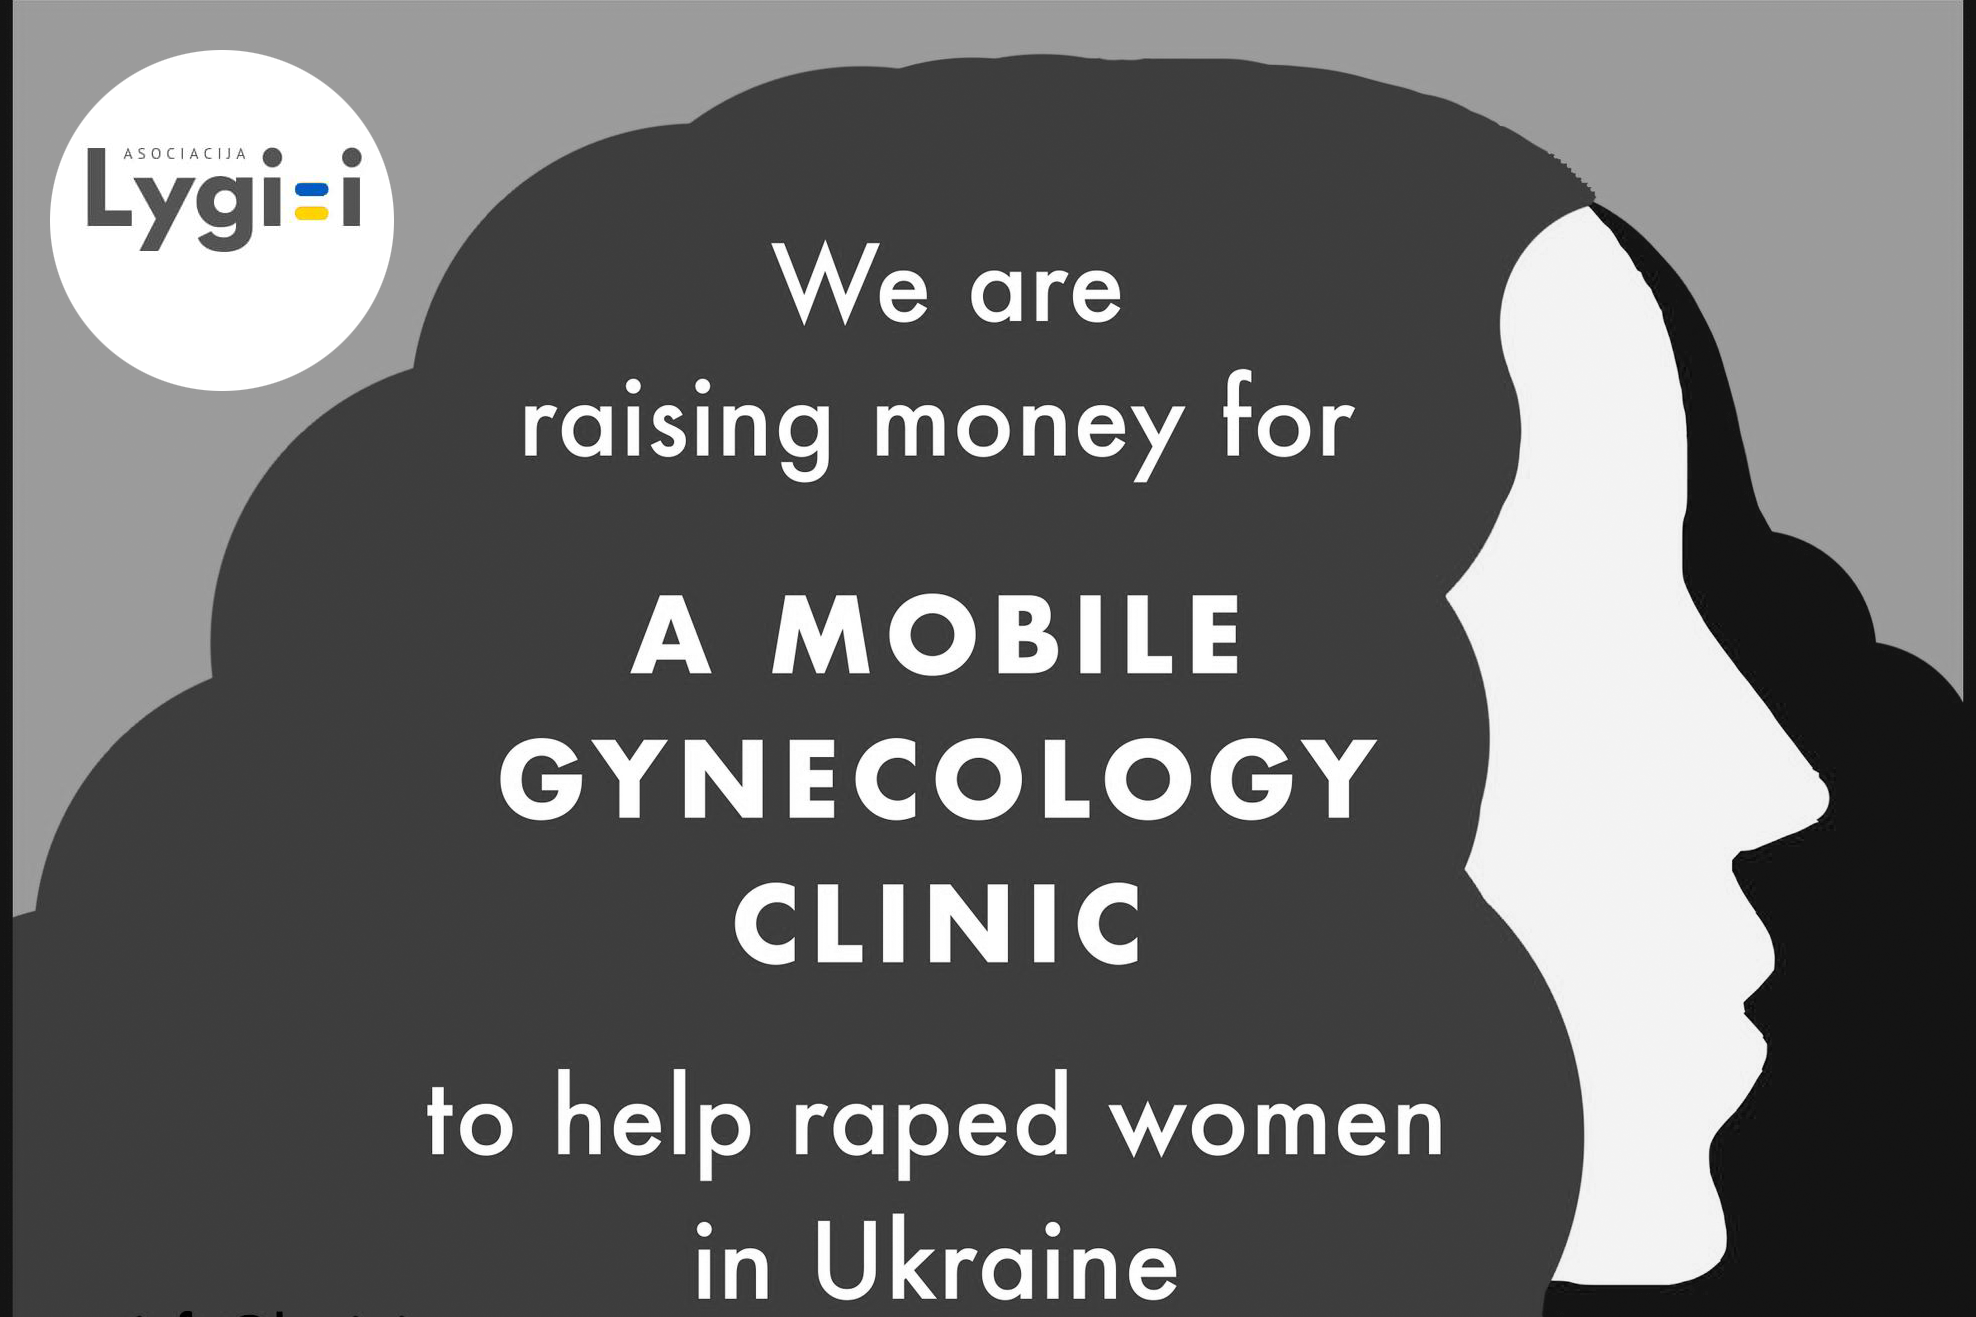 ASOCIACIJA
Lygi=i
We are
raising money for
A MOBILE
GYNECOLOGY
CLINIC
to help raped women
in Ukraine